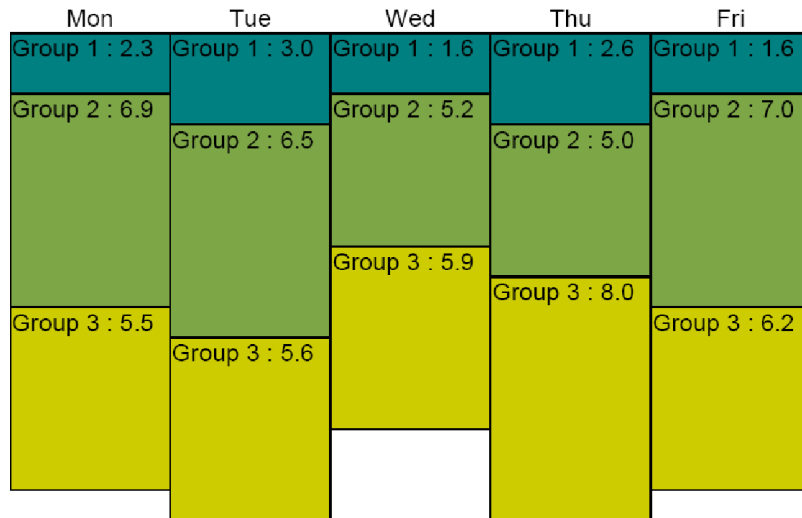 Mon Tue Wed Thu Fri
Group 1 : 2.3 Group 1 : 3.0 Group 1 : 1.6 Group 1 : 2.6 Group 1 : 1.6
Group 2 : 6.9 Group 2 : 5.2 Group 2 : 7.0
Group 2 : 6.5 Group 2 : 5.0
Group 3 : 5.9
Group 3 : 8.0
Group 3 : 5.5 Group 3 : 6.2
Group 3 : 5.6